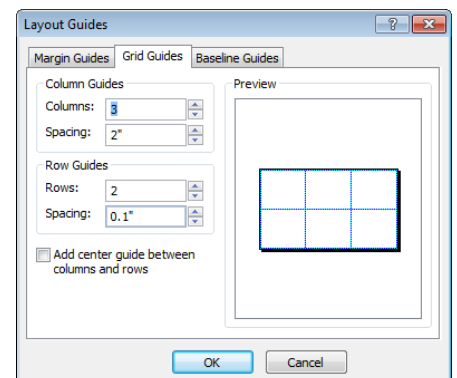 Layout Guides
Margin Guides Grid Guides Baseline Guides
Column Guides
Columns: 3
Spacing: 2"
Row Guides
Rows: 2
Spacing: 0.1"
Add center guide between
columns and rows
Preview
OK Cancel